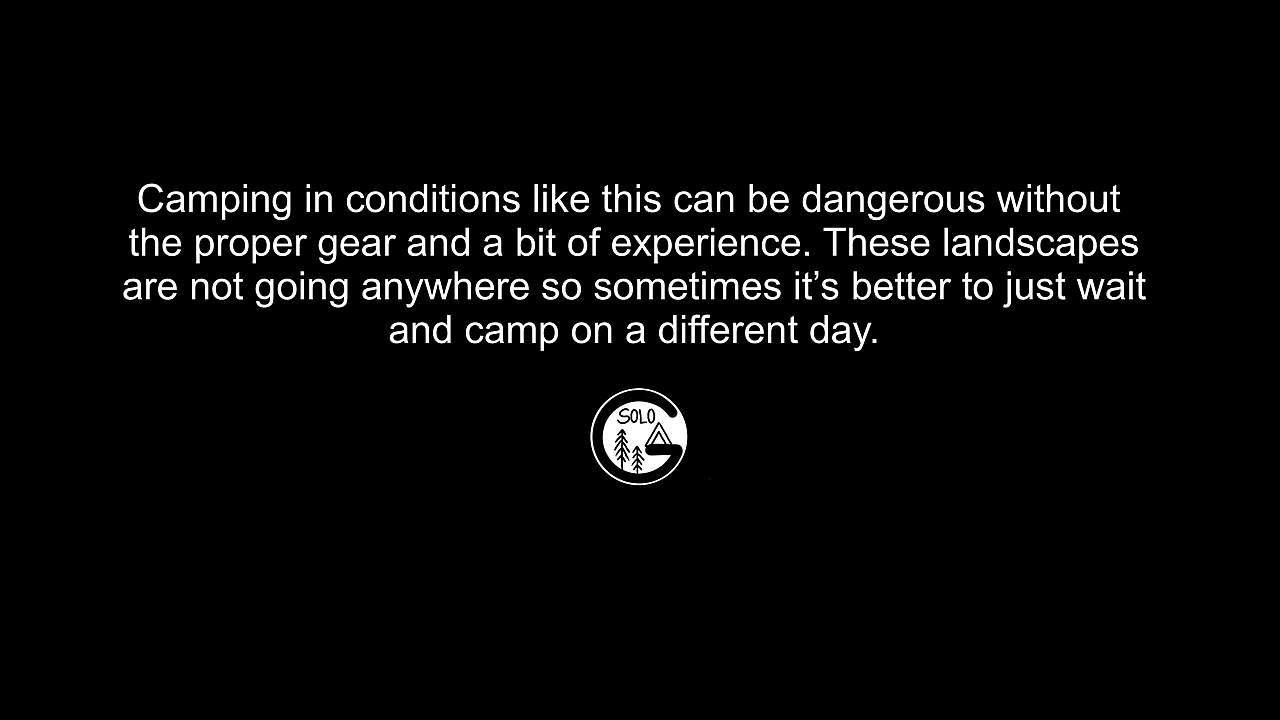 Camping in conditions like this can be dangerous without
the proper gear and a bit of experience. These landscapes
are not going anywhere so sometimes it’s better to just wait
and camp on a different day.
SOLO
G